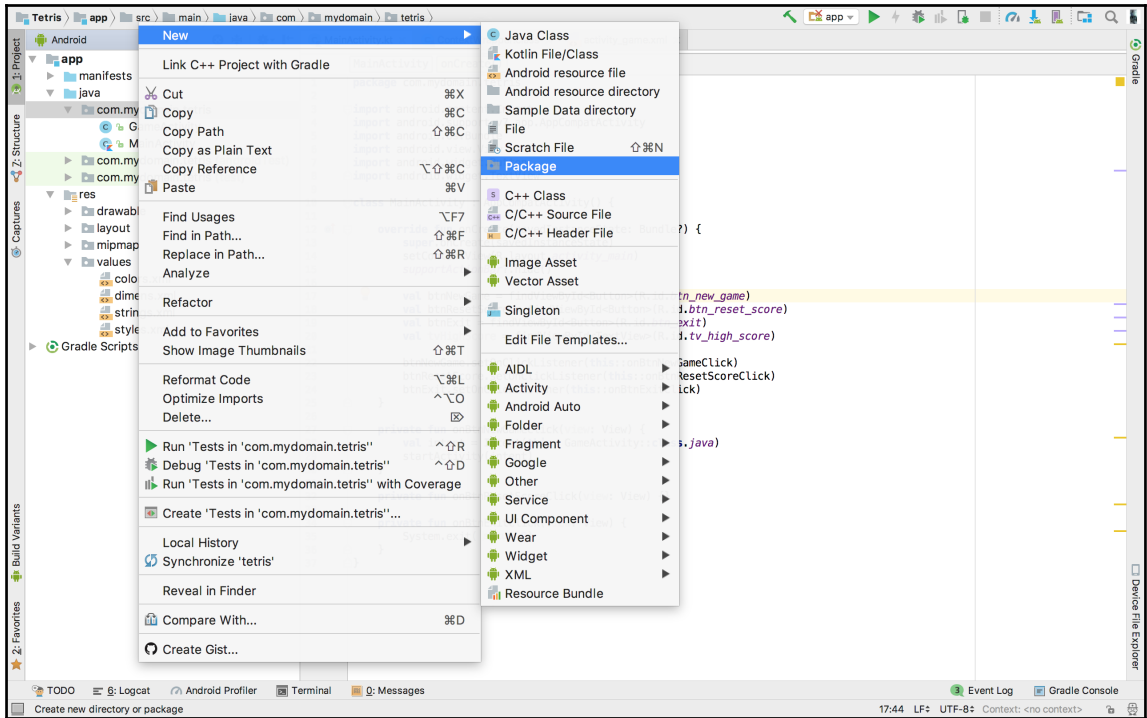 Tetris app src main java com mydomain tetris
app
Android
1: Project
Z: Structure
Captures
Build Variants
2: Favorites
app
manifests
java
com.my
G
M
com.my
com.my
res
drawabl
layout
mipmap
values
colo
dime
strin
style
Gradle Scripts
New
Link C++ Project with Gradle
Cut ⌘X
Copy ⌘C
Copy Path ⇧⌘C
Copy as Plain Text
Copy Reference ⌥⇧⌘C
Paste ⌘V
Find Usages ⌥F7
Find in Path... ⇧⌘F
Replace in Path... ⇧⌘R
Analyze
Refactor
Add to Favorites
Show Image Thumbnails ⇧⌘T
Reformat Code ⌥⌘L
Optimize Imports ^⌥O
Delete... ⌦
Run 'Tests in 'com.mydomain.tetris'' ^⇧R
Debug 'Tests in 'com.mydomain.tetris'' ^⇧D
Run 'Tests in 'com.mydomain.tetris'' with Coverage
Create 'Tests in 'com.mydomain.tetris''...
Local History
Synchronize 'tetris'
Reveal in Finder
Compare With... ⌘D
Create Gist...
Java Class
Kotlin File/Class
Android resource file
Android resource directory
Sample Data directory
File
Scratch File ⇧⌘N
Package
C++ Class
C/C++ Source File
C/C++ Header File
Image Asset
Vector Asset
Singleton
Edit File Templates...
AIDL
Activity
Android Auto
Folder
Fragment
Google
Other
Service
UI Component
Wear
Widget
XML
Resource Bundle
?) {
tn_new_game)
d.btn_reset_score)
exit)
d.tv_high_score)
GameClick)
ResetScoreClick)
ick)
s.java)
Gradle
Device File Explorer
TODO 6: Logcat Android Profiler Terminal 0: Messages 3 Event Log Gradle Console
Create new directory or package 17:44 LF UTF-8 Context: <no context>